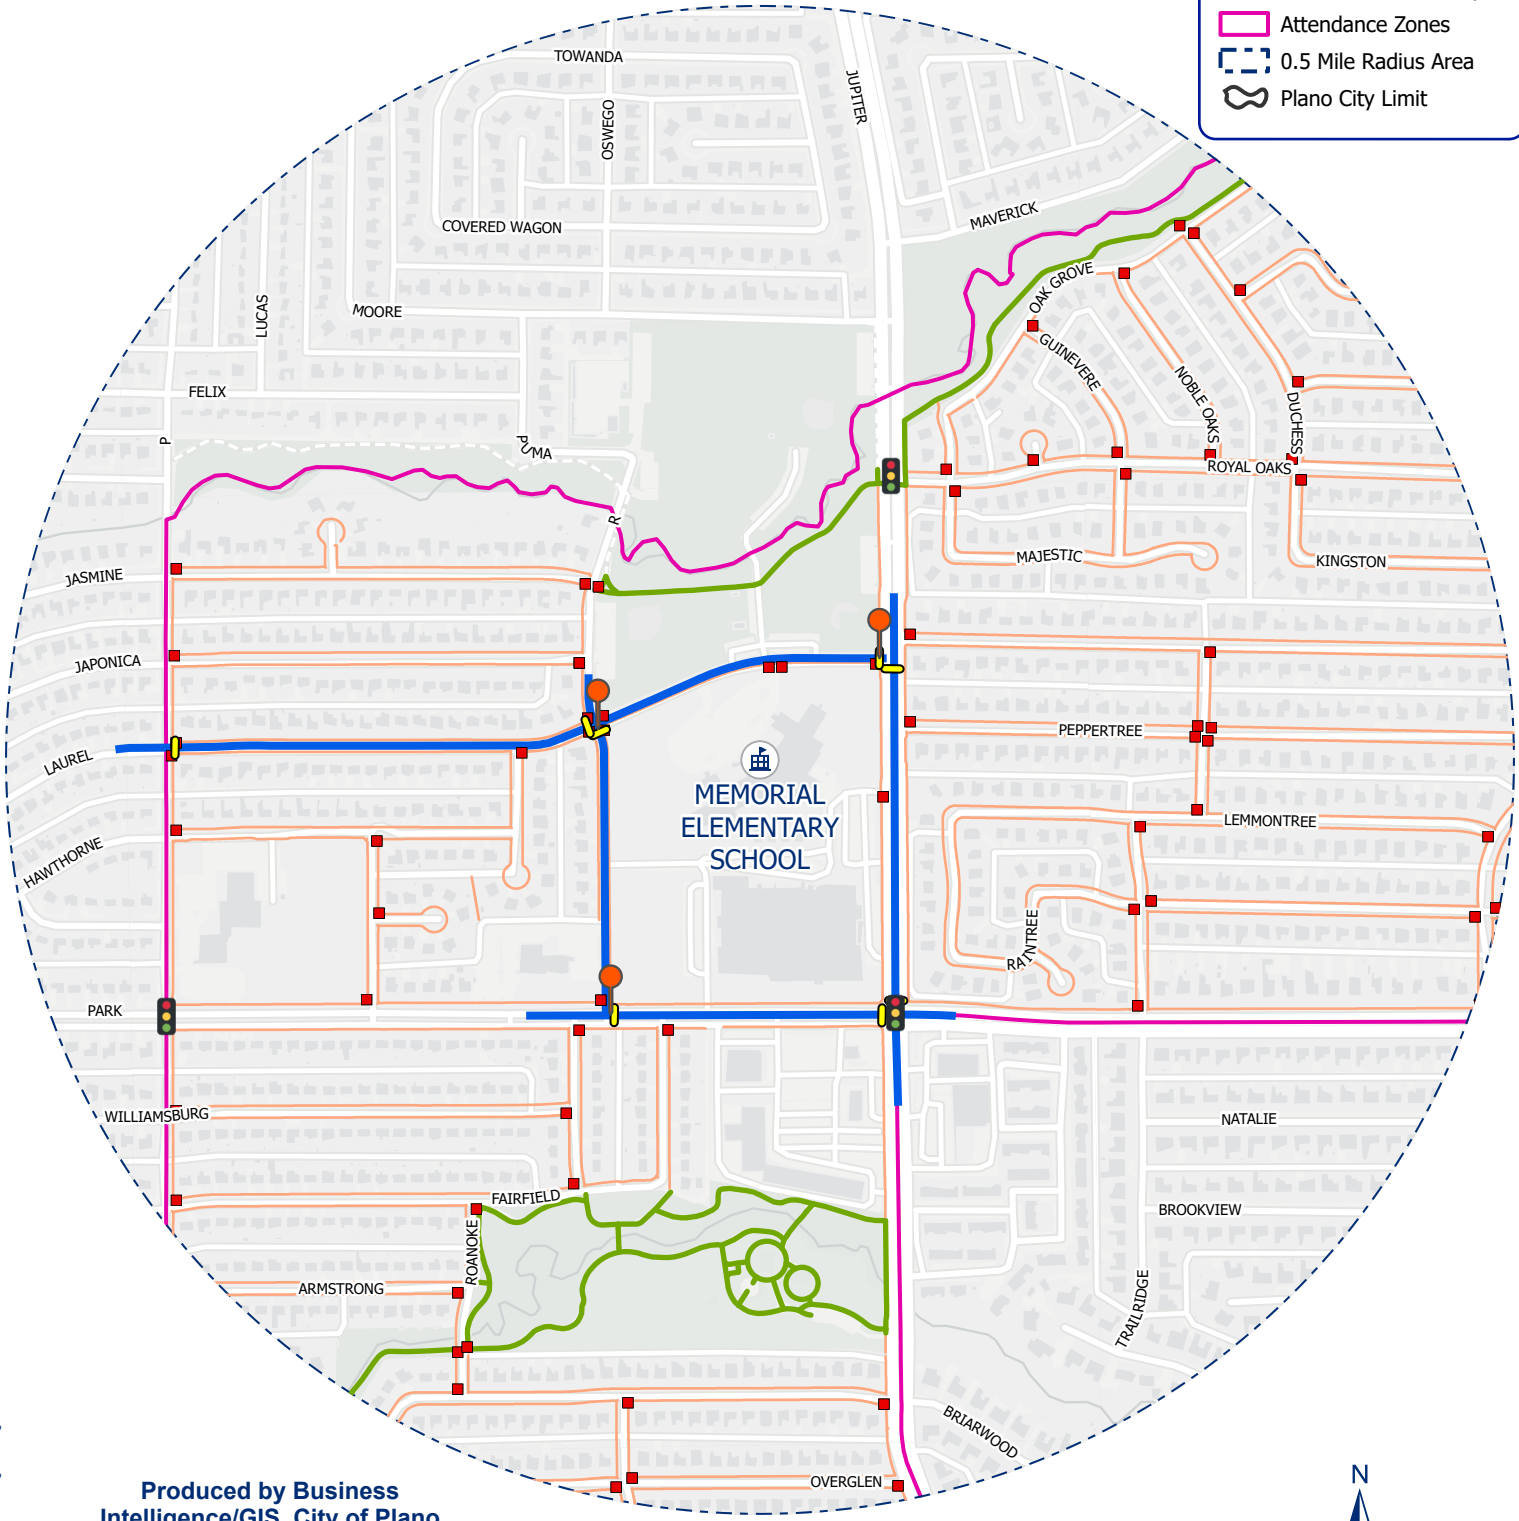 Attendance Zones
0.5 Mile Radius Area
Plano City Limit
TOWANDA
JUPITER
OSWEGO
MAVERICK
COVERED WAGON
OAK GROVE
LUCAS
MOORE
GUINEVERE
NOBLE OAKS
FELIX
DUCHESS
P
PUMA
ROYAL OAKS
R
MAJESTIC
KINGSTON
JASMINE
JAPONICA
PEPPERTREE
LAUREL
MEMORIAL
ELEMENTARY
SCHOOL
LEMMONTREE
HAWTHORNE
RAINTREE
PARK
WILLIAMSBURG
NATALIE
FAIRFIELD
BROOKVIEW
ROANOKE
ARMSTRONG
TRAILRIDGE
BRIARWOOD
OVERGLEN
N
Produced by Business
Intelligence/GIS, City of Plano